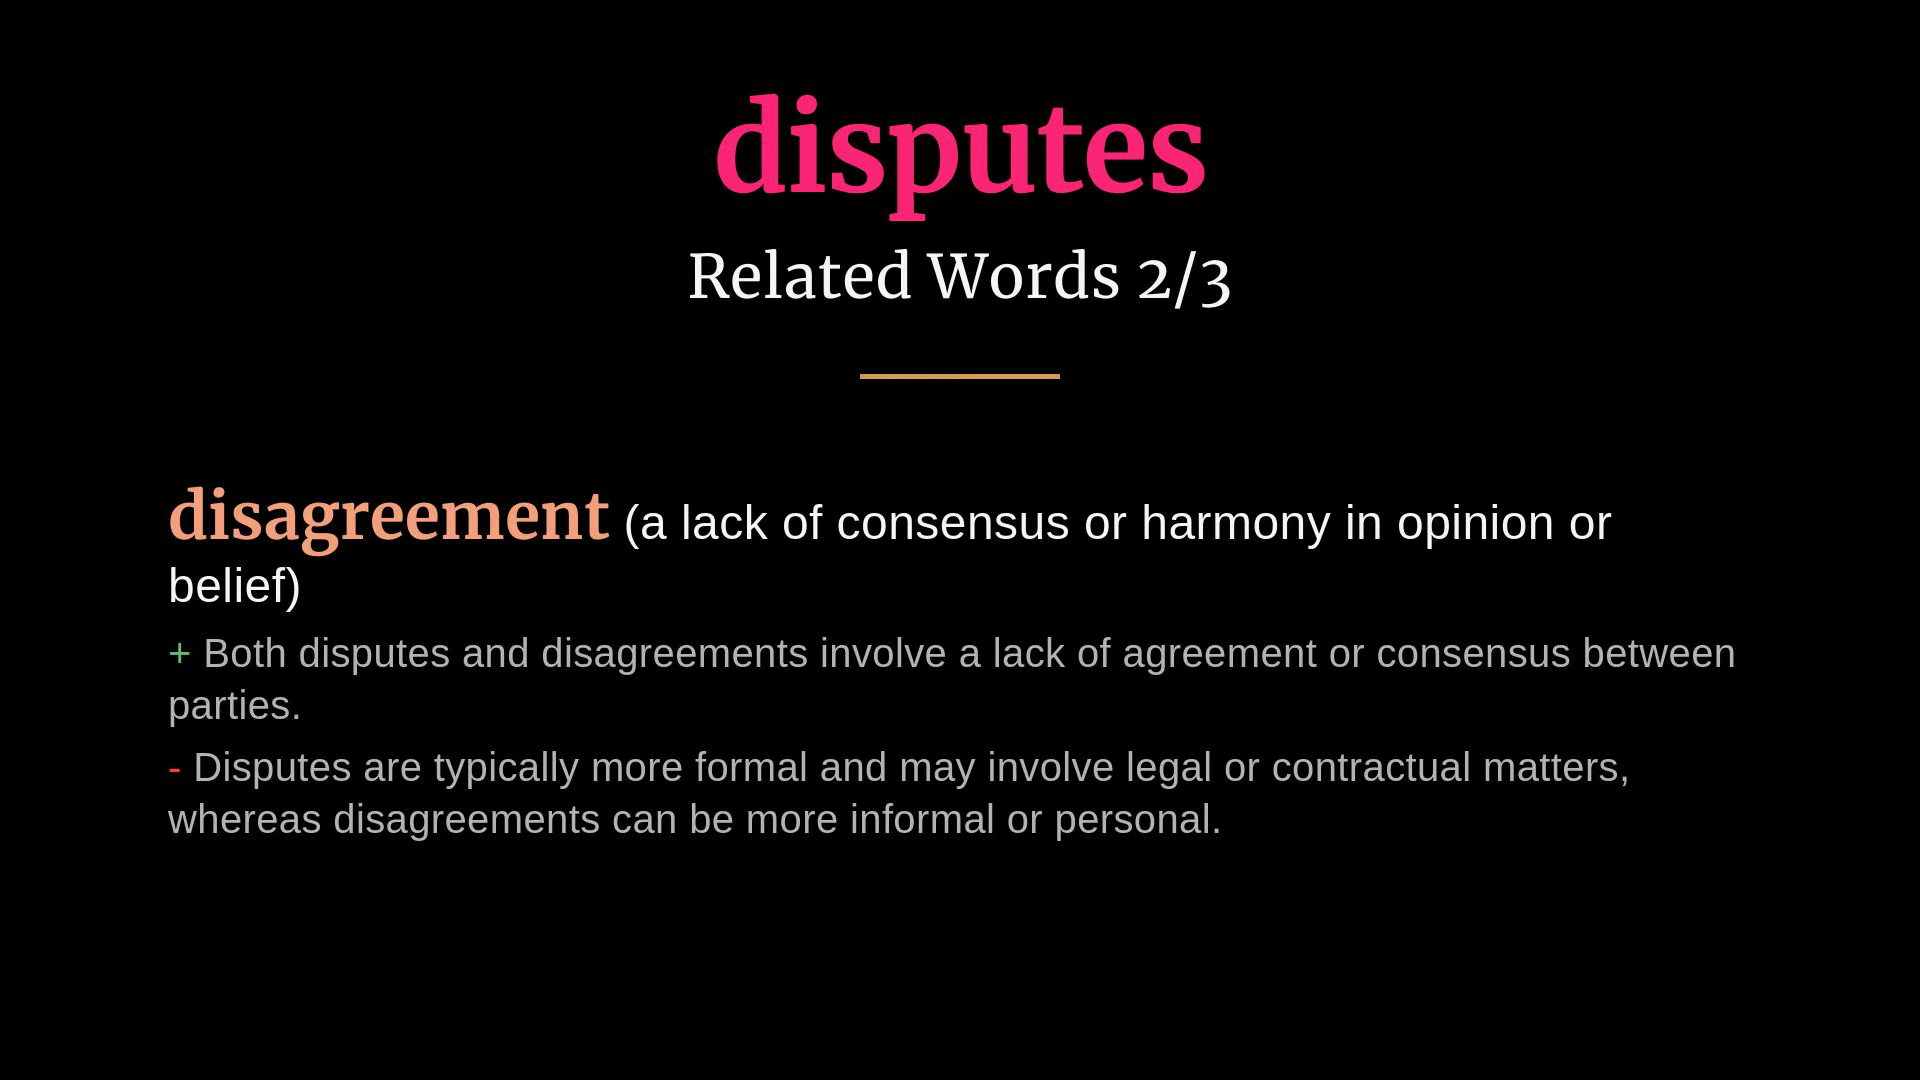 disputes
Related Words 2/3
disagreement (a lack of consensus or harmony in opinion or
belief)
+ Both disputes and disagreements involve a lack of agreement or consensus between
parties.
- Disputes are typically more formal and may involve legal or contractual matters,
whereas disagreements can be more informal or personal.